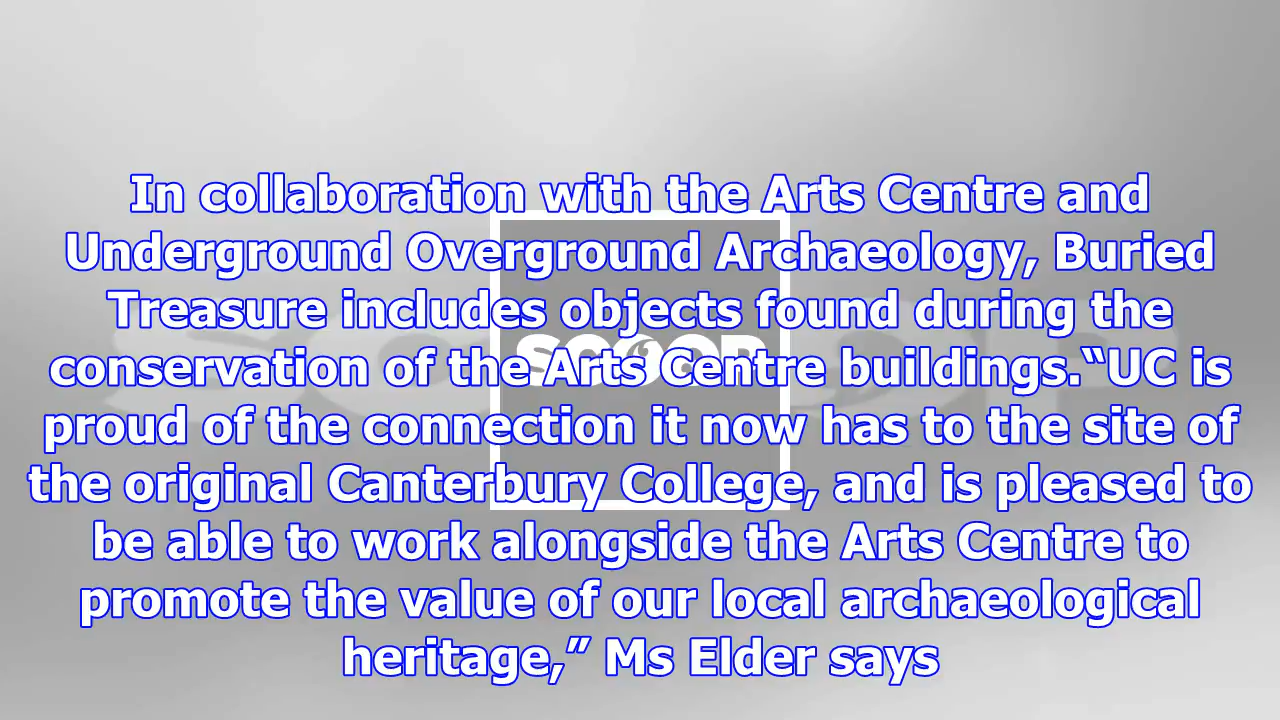 In collaboration with the Arts Centre and
Underground Overground Archaeology, Buried
Treasure includes objects found during the
conservation of the Arts Centre buildings.“UC is
proud of the connection it now has to the site of
the original Canterbury College, and is pleased to
be able to work alongside the Arts Centre to
promote the value of our local archaeological
heritage,” Ms Elder says
SCOOP